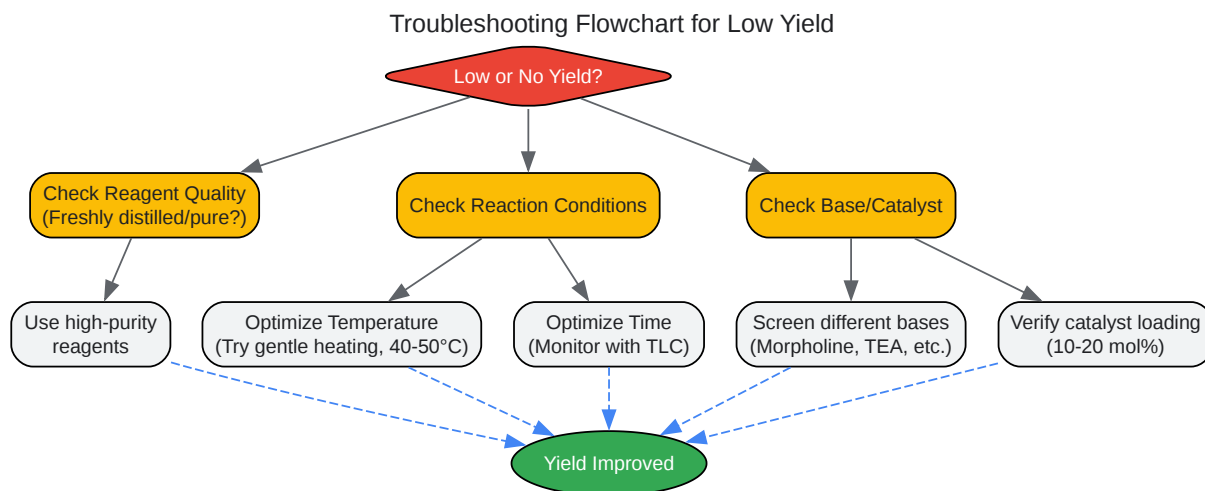 Troubleshooting Flowchart for Low Yield
Low or No Yield?
Check Reagent Quality
(Freshly distilled/pure?)
Check Reaction Conditions
Check Base/Catalyst
Use high-purity
reagents
Optimize Temperature
(Try gentle heating, 40-50°C)
Optimize Time
(Monitor with TLC)
Screen different bases
(Morpholine, TEA, etc.)
Verify catalyst loading
(10-20 mol%)
Yield Improved